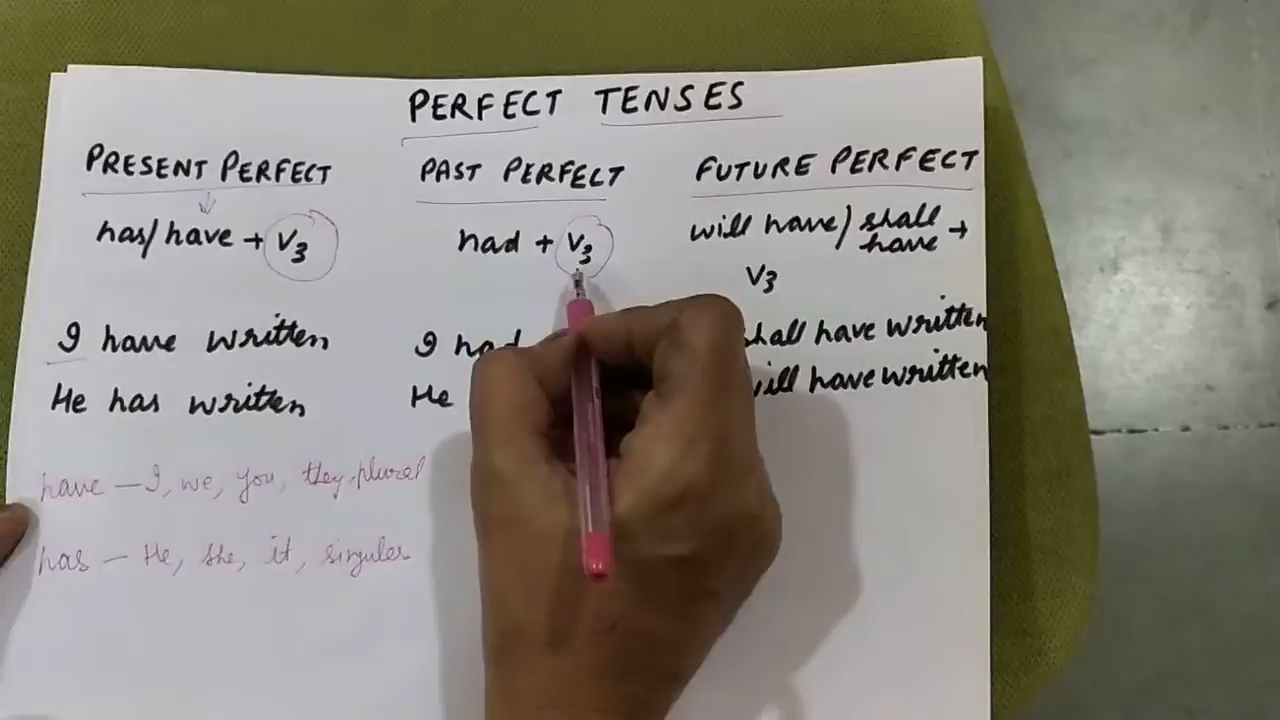 PERFECT TENSES
PRESENT PERFECT
has/have + V3
I have written
He has written
have — I, we, you, they, plural
has — He, she, it, singular
PAST PERFECT
had + V3
I had
He
FUTURE PERFECT
will have/shall
have +
V3
shall have written
will have written